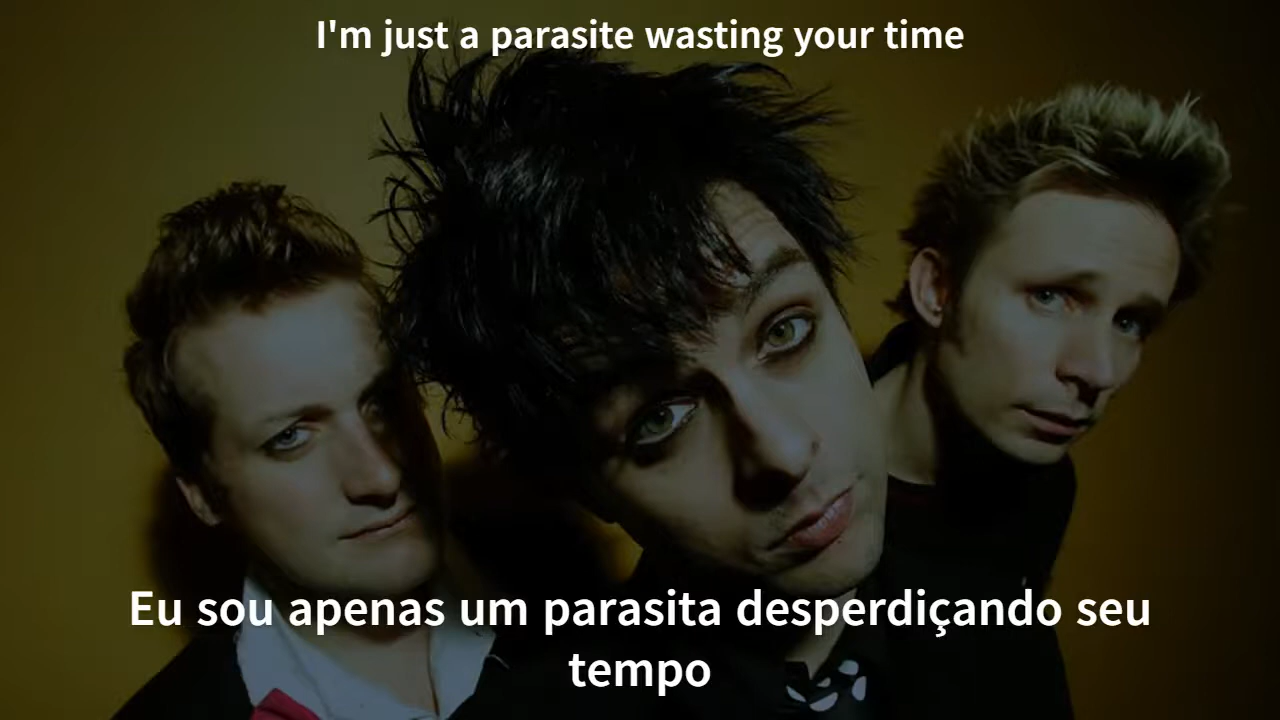 I'm just a parasite wasting your time
Eu sou apenas um parasita desperdiçando seu
tempo